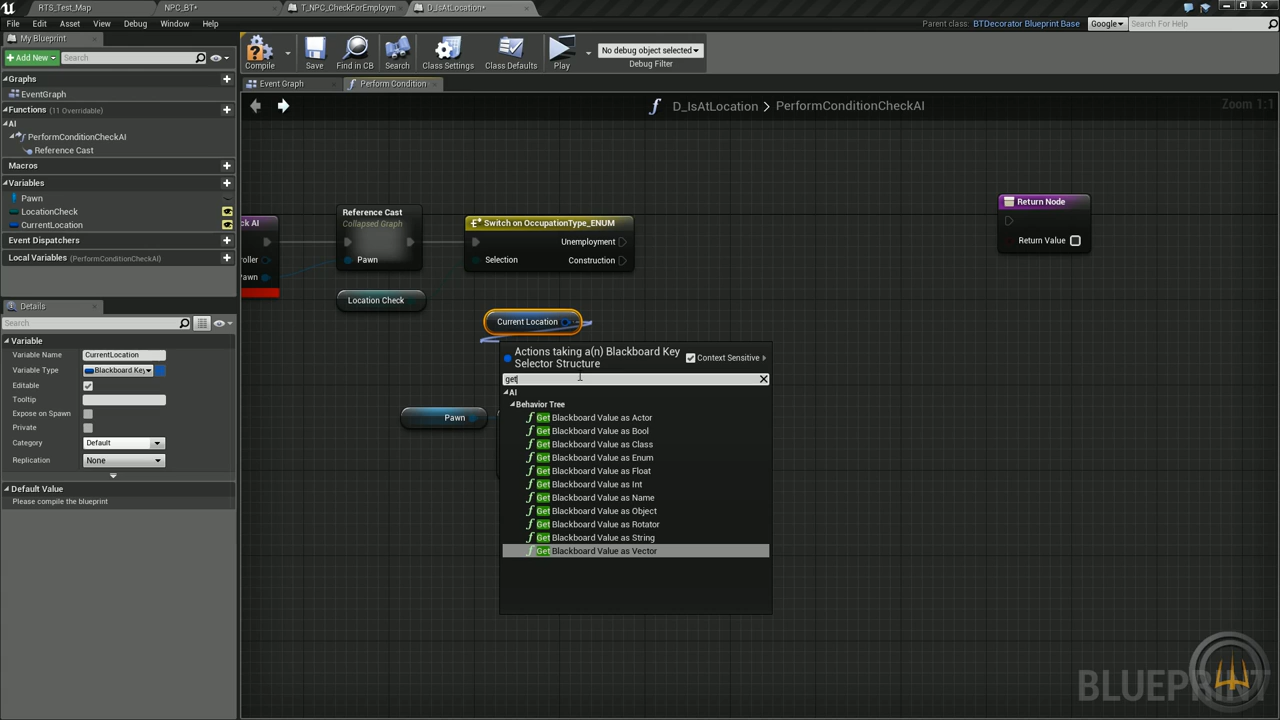 RTS_Test_Map
NPC_BT*
T_NPC_CheckForEmploym
D_IsAtLocation*
File
Edit
Asset
View
Debug
Window
Help
Parent class: BTDecorator Blueprint Base
Google
Search For Help
My Blueprint
Add New
Search
Compile
Save
Find in CB
Search
Class Settings
Class Defaults
Play
No debug object selected
Debug Filter
Graphs
EventGraph
Functions (11 Overridable)
AI
PerformConditionCheckAI
Reference Cast
Macros
Variables
Pawn
LocationCheck
CurrentLocation
Event Dispatchers
Local Variables (PerformConditionCheckAI)
Details
Search
Variable
Variable Name CurrentLocation
Variable Type Blackboard Key
Editable
Tooltip
Expose on Spawn
Private
Category Default
Replication None
Default Value
Please compile the blueprint
Event Graph
Perform Condition
D_IsAtLocation > PerformConditionCheckAI
Zoom 1:1
ck AI
Reference Cast
Collapsed Graph
Pawn
Location Check
Switch on OccupationType_ENUM
Unemployment
Selection
Construction
Current Location
Pawn
Return Node
Return Value
Actions taking a(n) Blackboard Key
Selector Structure
Context Sensitive
get
AI
Behavior Tree
Get Blackboard Value as Actor
Get Blackboard Value as Bool
Get Blackboard Value as Class
Get Blackboard Value as Enum
Get Blackboard Value as Float
Get Blackboard Value as Int
Get Blackboard Value as Name
Get Blackboard Value as Object
Get Blackboard Value as Rotator
Get Blackboard Value as String
Get Blackboard Value as Vector
BLUEPRINT